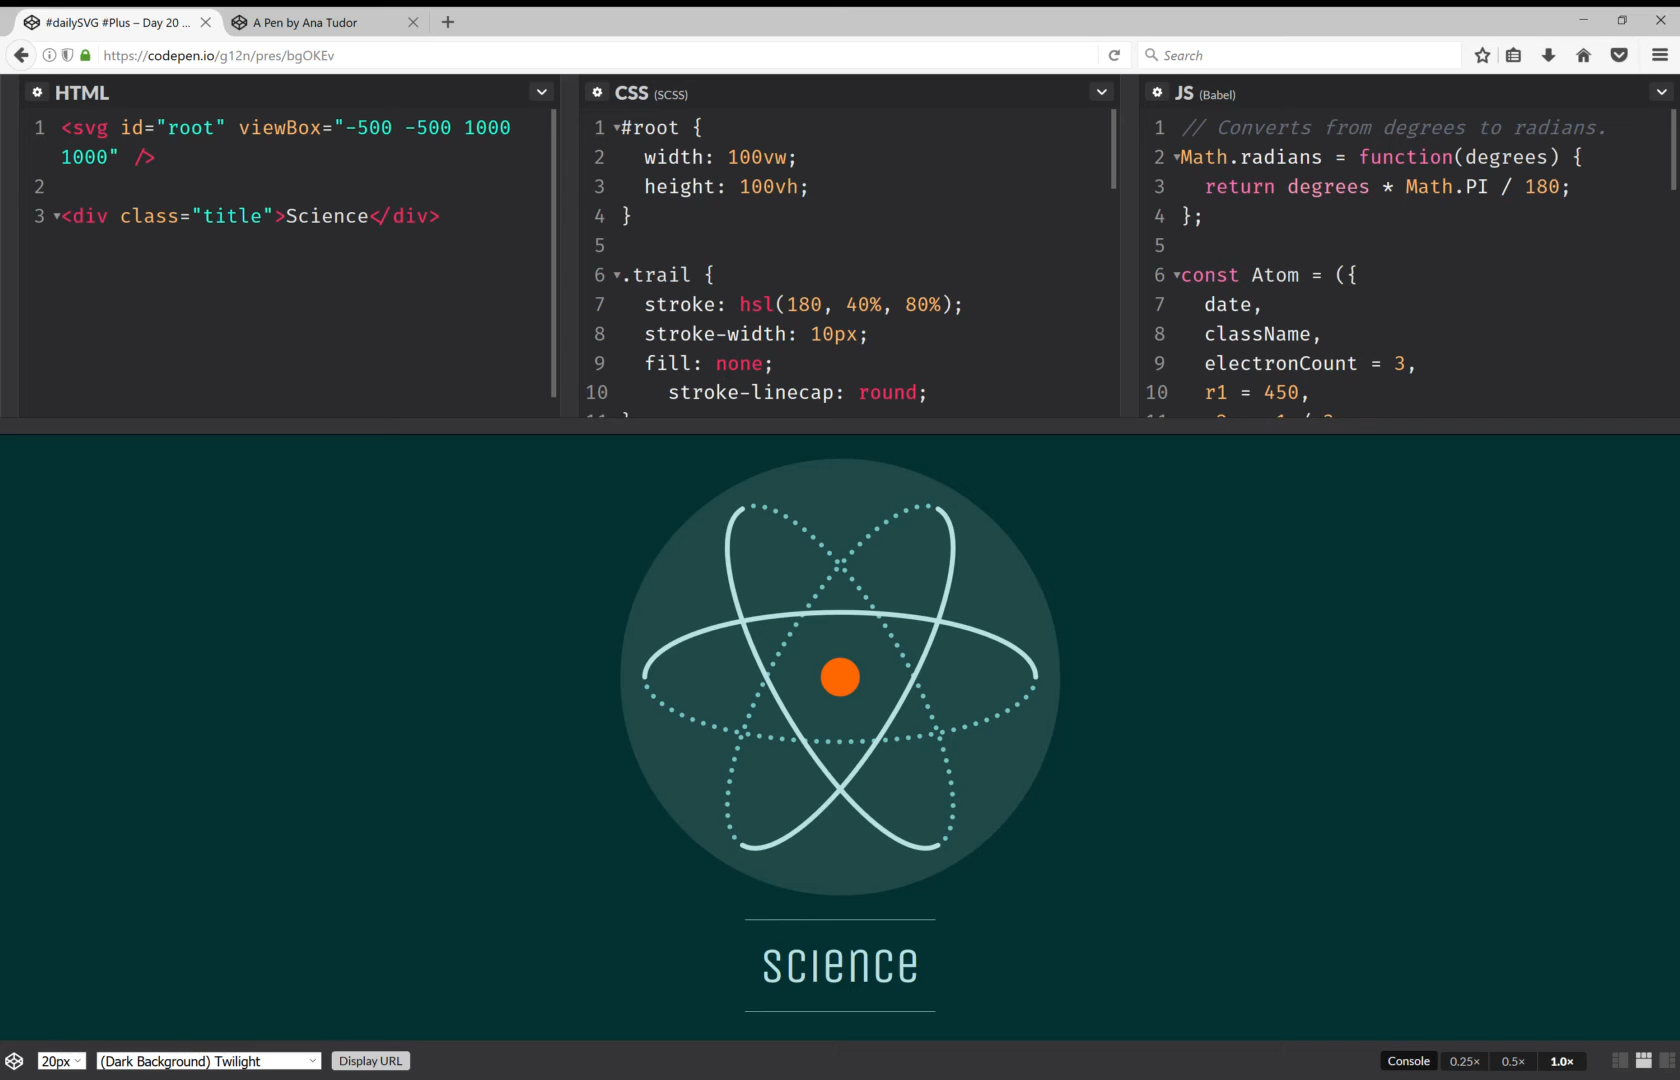 #dailySVG #Plus – Day 20 ...
A Pen by Ana Tudor
https://codepen.io/g12n/pres/bgOKEv
Search
HTML
1 <svg id="root" viewBox="-500 -500 1000
1000" />
2
3 <div class="title">Science</div>
CSS (SCSS)
1 #root {
2 width: 100vw;
3 height: 100vh;
4 }
5
6 .trail {
7 stroke: hsl(180, 40%, 80%);
8 stroke-width: 10px;
9 fill: none;
10 stroke-linecap: round;
JS (Babel)
1 // Converts from degrees to radians.
2 Math.radians = function(degrees) {
3 return degrees * Math.PI / 180;
4 };
5
6 const Atom = ({
7 date,
8 className,
9 electronCount = 3,
10 r1 = 450,
science
20px
(Dark Background) Twilight
Display URL
Console
0.25×
0.5×
1.0×